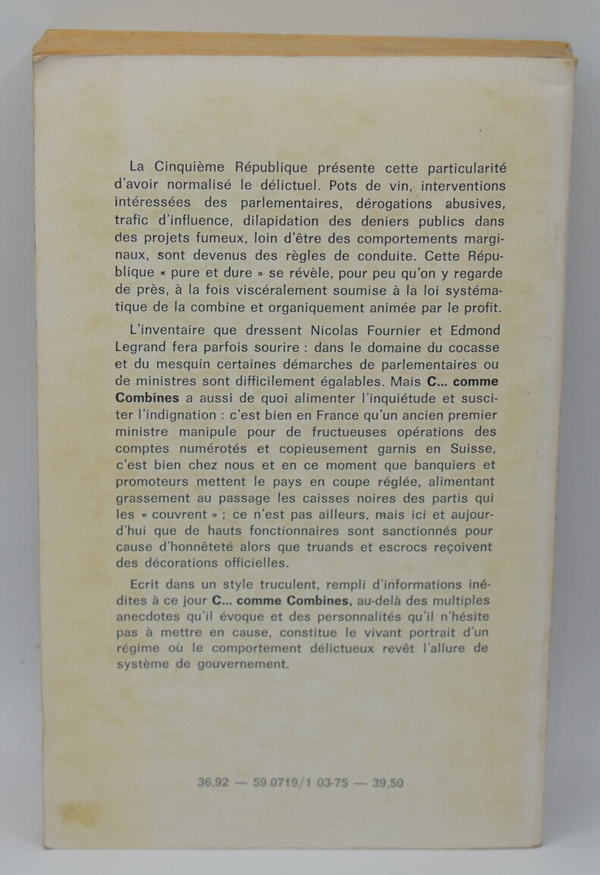 La Cinquième République présente cette particularité
d'avoir normalisé le délictuel. Pots de vin, interventions
intéressées des parlementaires, dérogations abusives,
trafic d'influence, dilapidation des deniers publics dans
des projets fumeux, loin d'être des comportements margi-
naux, sont devenus des règles de conduite. Cette Répu-
blique « pure et dure » se révèle, pour peu qu'on y regarde
de près, à la fois viscéralement soumise à la loi systéma-
tique de la combine et organiquement animée par le profit.
L'inventaire que dressent Nicolas Fournier et Edmond
Legrand fera parfois sourire : dans le domaine du cocasse
et du mesquin certaines démarches de parlementaires ou
de ministres sont difficilement égalables. Mais C... comme
Combines a aussi de quoi alimenter l'inquiétude et susci-
ter l'indignation : c'est bien en France qu'un ancien premier
ministre manipule pour de fructueuses opérations des
comptes numérotés et copieusement garnis en Suisse,
c'est bien chez nous et en ce moment que banquiers et
promoteurs mettent le pays en coupe réglée, alimentant
grassement au passage les caisses noires des partis qui
les « couvrent » ; ce n'est pas ailleurs, mais ici et aujour-
d'hui que de hauts fonctionnaires sont sanctionnés pour
cause d'honnêteté alors que truands et escrocs reçoivent
des décorations officielles.
Ecrit dans un style truculent, rempli d'informations iné-
dites à ce jour C... comme Combines, au-delà des multiples
anecdotes qu'il évoque et des personnalités qu'il n'hésite
pas à mettre en cause, constitue le vivant portrait d'un
régime où le comportement délictueux revêt l'allure de
système de gouvernement.
36,92 — 59.0719/1 03-75 — 39,50